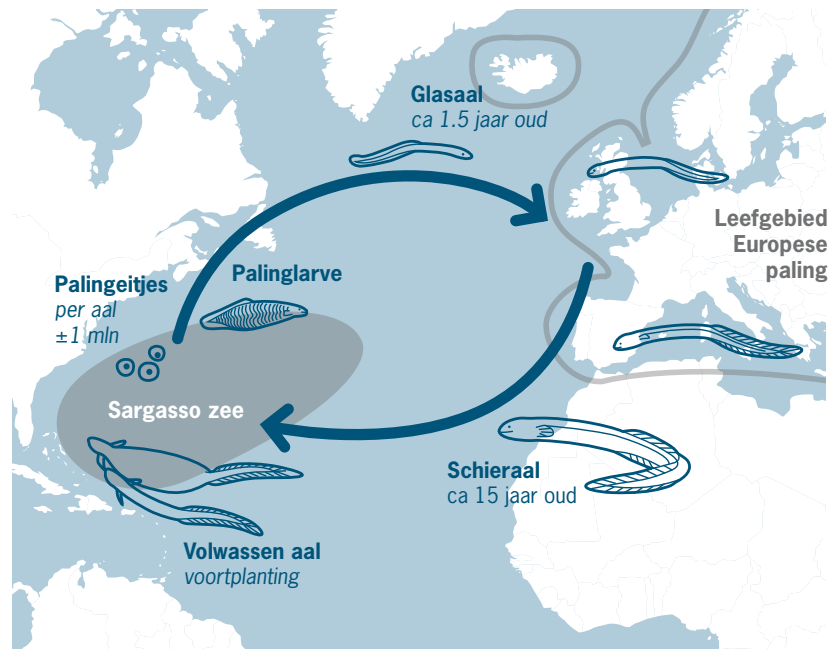 Glasaal
ca 1.5 jaar oud
Leefgebied
Europese
paling
Palingeitjes
per aal
±1 mln
Palinglarve
Sargasso zee
Schieraal
ca 15 jaar oud
Volwassen aal
voortplanting